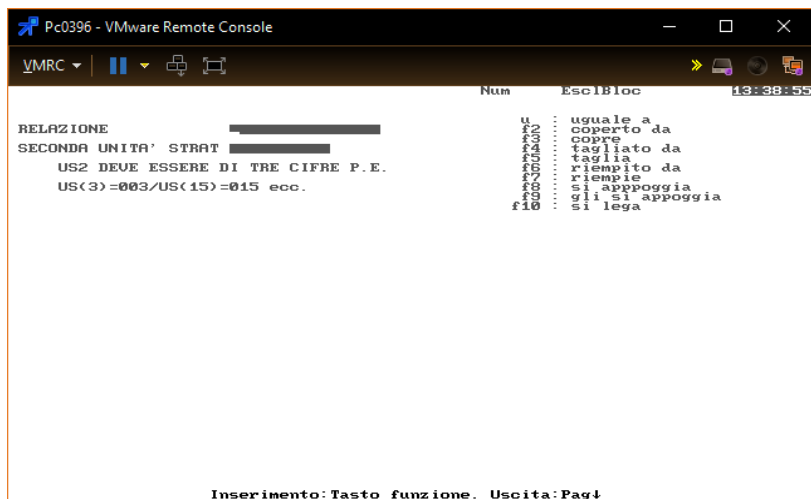 Pc0396 - VMware Remote Console
VMRC
Num EsclBloc 13:38:55
RELAZIONE
SECONDA UNITA' STRAT
US2 DEVE ESSERE DI TRE CIFRE P.E.
US(3)=003/US(15)=015 ecc.
u : uguale a
f2 : coperto da
f3 : copre
f4 : tagliato da
f5 : taglia
f6 : riempito da
f7 : riempie
f8 : si apppoggia
f9 : gli si appoggia
f10 : si lega
Inserimento:Tasto funzione. Uscita:Pag↓